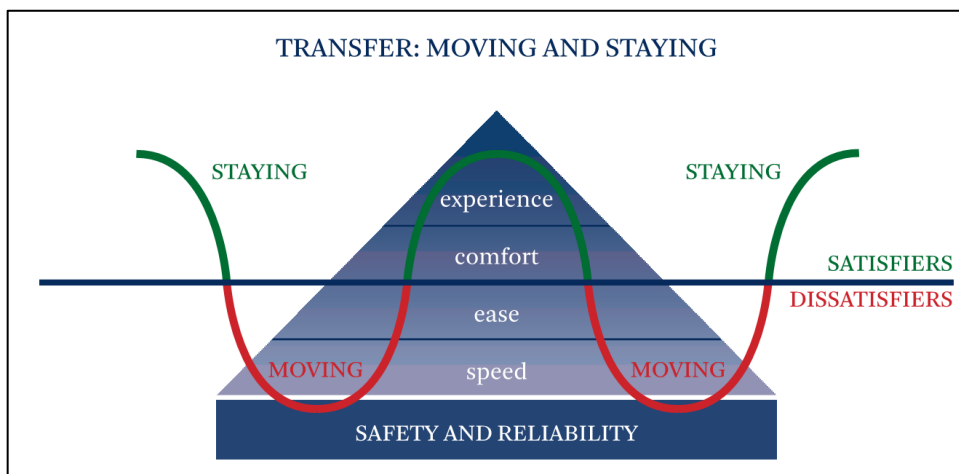 TRANSFER: MOVING AND STAYING
STAYING
STAYING
experience
comfort
SATISFIERS
DISSATISFIERS
ease
MOVING
speed
MOVING
SAFETY AND RELIABILITY